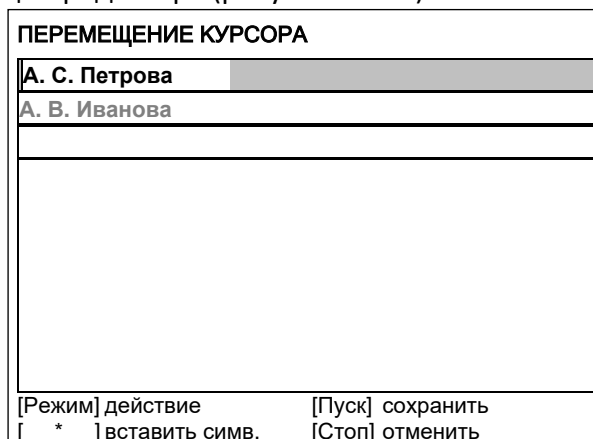 ПЕРЕМЕЩЕНИЕ КУРСОРА
А. С. Петрова
А. В. Иванова
[Режим] действие [Пуск] сохранить
[ * ] вставить симв. [Стоп] отменить